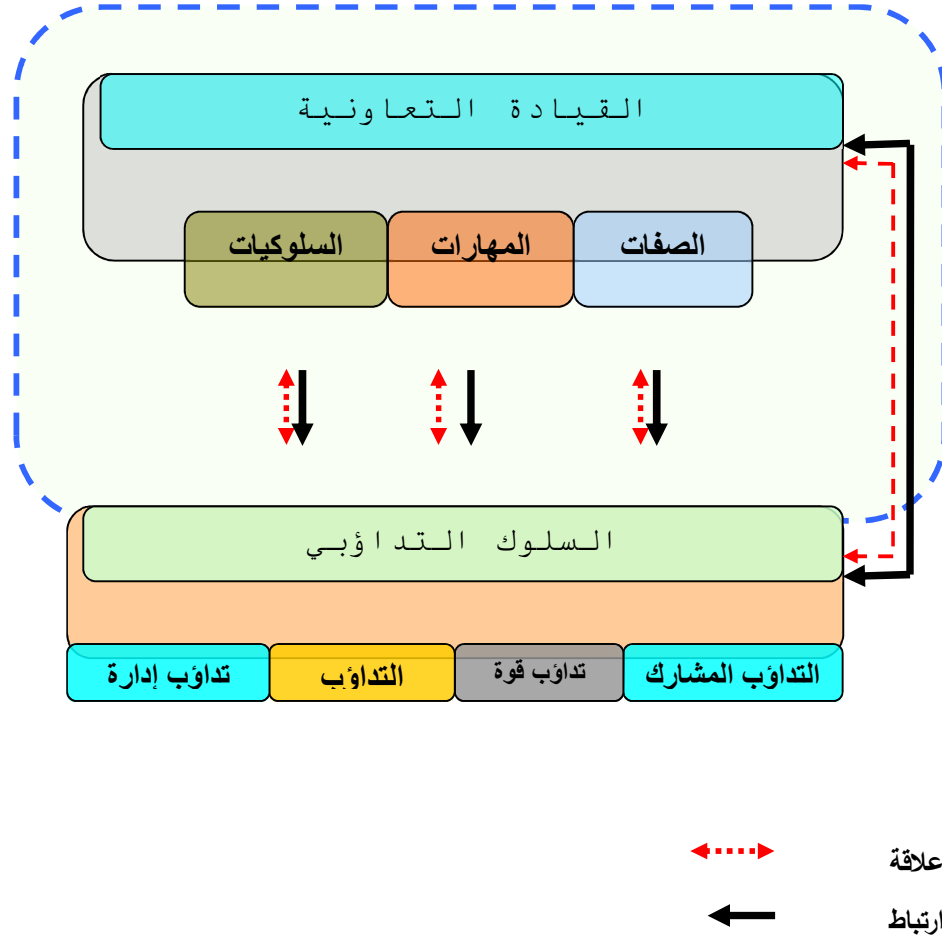 القيادة التعاونية
الصفات
المهارات
السلوكيات
السلوك التداؤبي
التداؤب المشارك
تداؤب قوة
التداؤب
تداؤب إدارة
علاقة
ارتباط